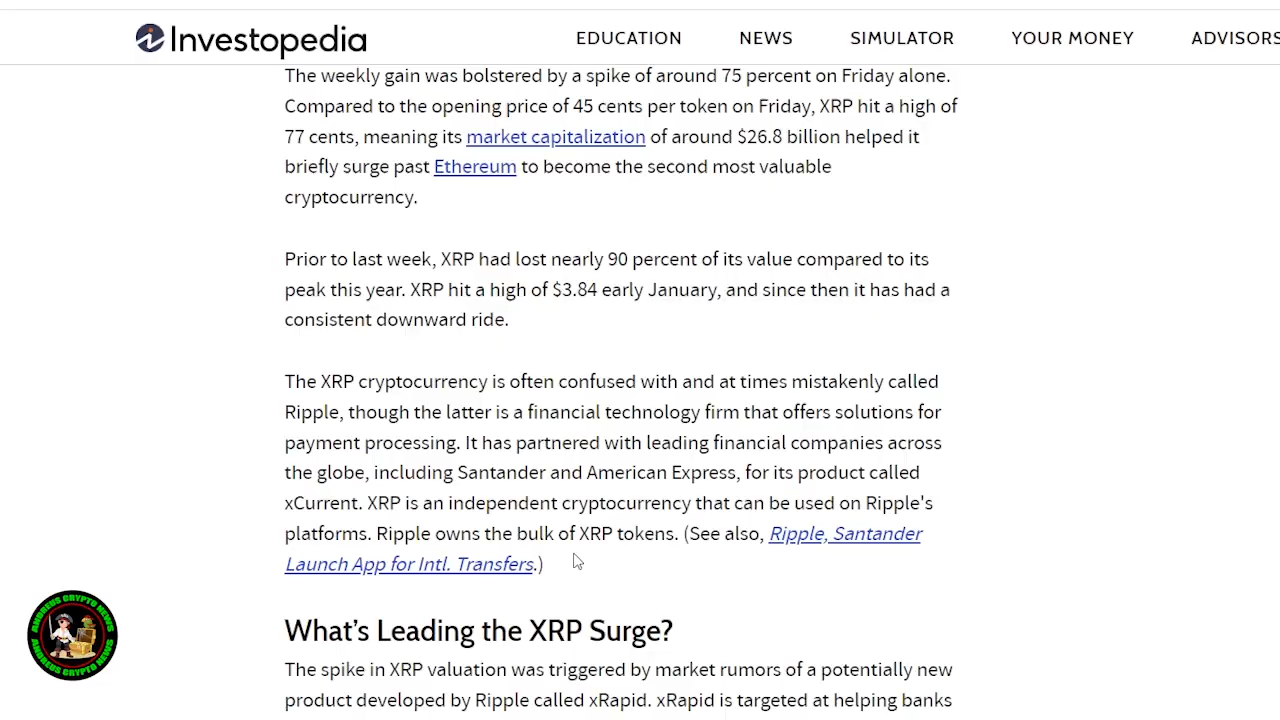 Investopedia
EDUCATION NEWS SIMULATOR YOUR MONEY ADVISORS
The weekly gain was bolstered by a spike of around 75 percent on Friday alone.
Compared to the opening price of 45 cents per token on Friday, XRP hit a high of
77 cents, meaning its market capitalization of around $26.8 billion helped it
briefly surge past Ethereum to become the second most valuable
cryptocurrency.
Prior to last week, XRP had lost nearly 90 percent of its value compared to its
peak this year. XRP hit a high of $3.84 early January, and since then it has had a
consistent downward ride.
The XRP cryptocurrency is often confused with and at times mistakenly called
Ripple, though the latter is a financial technology firm that offers solutions for
payment processing. It has partnered with leading financial companies across
the globe, including Santander and American Express, for its product called
xCurrent. XRP is an independent cryptocurrency that can be used on Ripple's
platforms. Ripple owns the bulk of XRP tokens. (See also, Ripple, Santander
Launch App for Intl. Transfers.)
ANDREUS CRYPTO NEWS
ANDREUS CRYPTO NEWS
What’s Leading the XRP Surge?
The spike in XRP valuation was triggered by market rumors of a potentially new
product developed by Ripple called xRapid. xRapid is targeted at helping banks